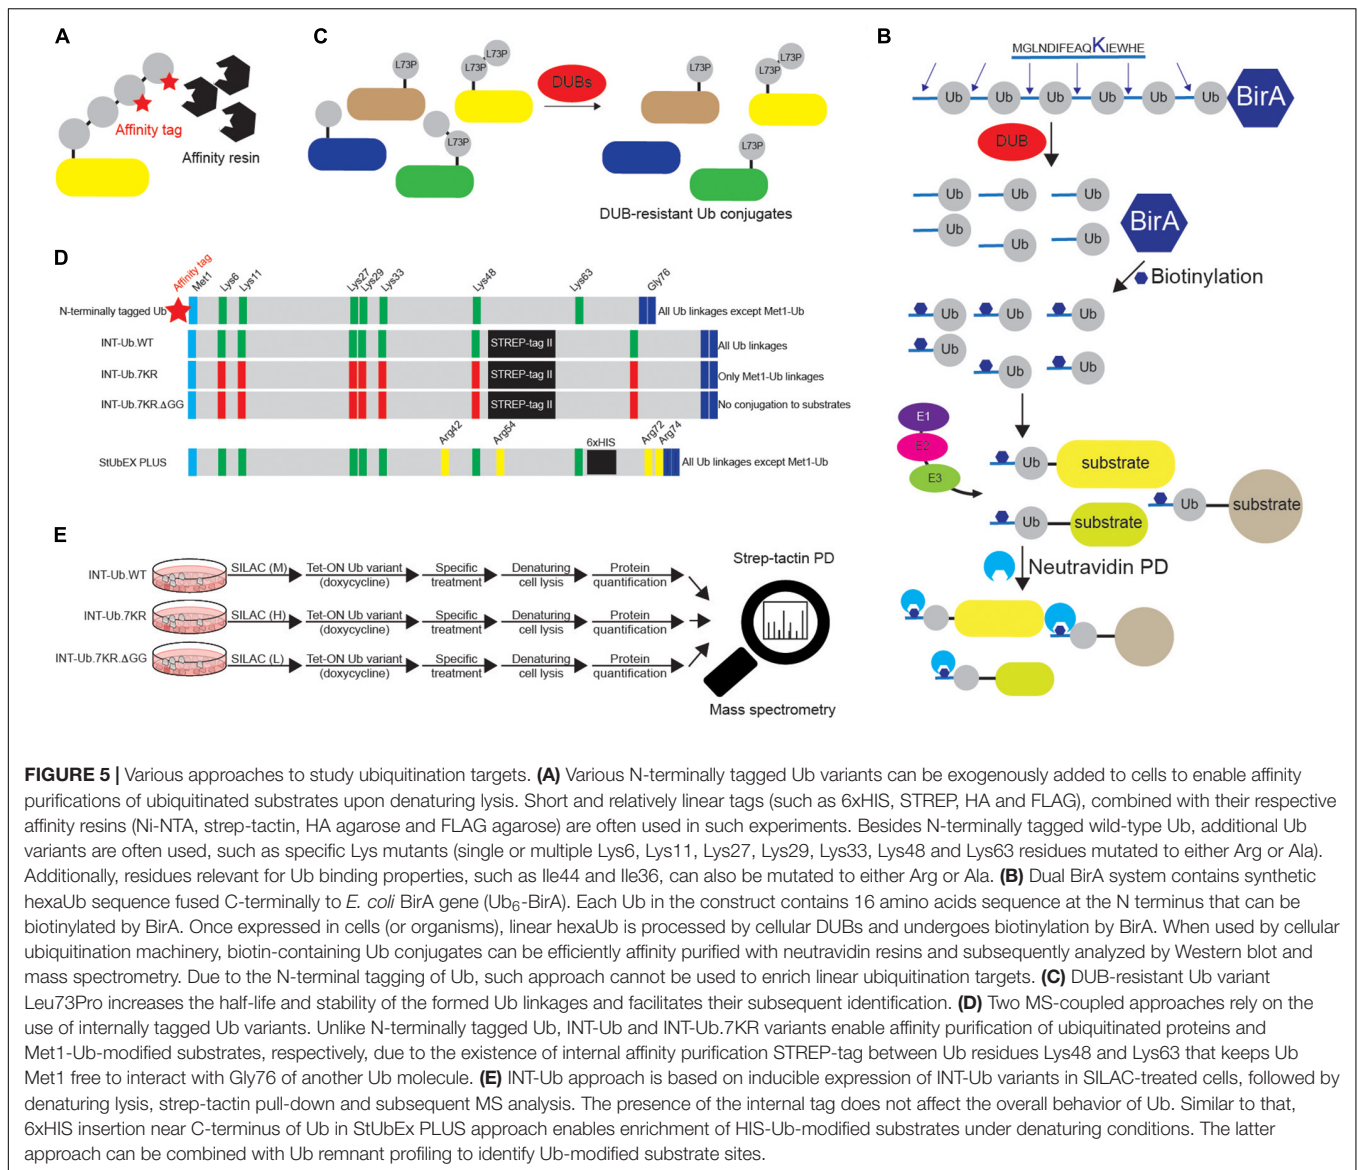 A
Affinity tag
Affinity resin
C
L73P
L73P
L73P
L73P
DUBs
L73P
L73P
L73P
L73P
DUB-resistant Ub conjugates
B
MGLNDIFEAQKIEWHE
Ub
Ub
Ub
Ub
Ub
Ub
BirA
DUB
Ub
Ub
Ub
Ub
Ub
Ub
BirA
Biotinylation
Ub
Ub
Ub
Ub
Ub
Ub
E1
E2
E3
Ub
substrate
Ub
substrate
Ub
substrate
Neutravidin PD
D
Affinity tag
Met1
Lys6
Lys11
Lys27
Lys29
Lys33
Lys48
Lys63
Gly76
N-terminally tagged Ub
All Ub linkages except Met1-Ub
INT-Ub.WT
STREP-tag II
All Ub linkages
INT-Ub.7KR
STREP-tag II
Only Met1-Ub linkages
INT-Ub.7KR.ΔGG
STREP-tag II
No conjugation to substrates
Arg42
Arg54
6xHIS
Arg72
Arg74
StUbEX PLUS
All Ub linkages except Met1-Ub
E
INT-Ub.WT
SILAC (M)
Tet-ON Ub variant
(doxycycline)
Specific
treatment
Denaturing
cell lysis
Protein
quantification
INT-Ub.7KR
SILAC (H)
Tet-ON Ub variant
(doxycycline)
Specific
treatment
Denaturing
cell lysis
Protein
quantification
INT-Ub.7KR.ΔGG
SILAC (L)
Tet-ON Ub variant
(doxycycline)
Specific
treatment
Denaturing
cell lysis
Protein
quantification
Strep-tactin PD
Mass spectrometry
FIGURE 5 | Various approaches to study ubiquitination targets. (A) Various N-terminally tagged Ub variants can be exogenously added to cells to enable affinity
purifications of ubiquitinated substrates upon denaturing lysis. Short and relatively linear tags (such as 6xHIS, STREP, HA and FLAG), combined with their respective
affinity resins (Ni-NTA, strep-tactin, HA agarose and FLAG agarose) are often used in such experiments. Besides N-terminally tagged wild-type Ub, additional Ub
variants are often used, such as specific Lys mutants (single or multiple Lys6, Lys11, Lys27, Lys29, Lys33, Lys48 and Lys63 residues mutated to either Arg or Ala).
Additionally, residues relevant for Ub binding properties, such as Ile44 and Ile36, can also be mutated to either Arg or Ala. (B) Dual BirA system contains synthetic
hexaUb sequence fused C-terminally to E. coli BirA gene (Ub6-BirA). Each Ub in the construct contains 16 amino acids sequence at the N terminus that can be
biotinylated by BirA. Once expressed in cells (or organisms), linear hexaUb is processed by cellular DUBs and undergoes biotinylation by BirA. When used by cellular
ubiquitination machinery, biotin-containing Ub conjugates can be efficiently affinity purified with neutravidin resins and subsequently analyzed by Western blot and
mass spectrometry. Due to the N-terminal tagging of Ub, such approach cannot be used to enrich linear ubiquitination targets. (C) DUB-resistant Ub variant
Leu73Pro increases the half-life and stability of the formed Ub linkages and facilitates their subsequent identification. (D) Two MS-coupled approaches rely on the
use of internally tagged Ub variants. Unlike N-terminally tagged Ub, INT-Ub and INT-Ub.7KR variants enable affinity purification of ubiquitinated proteins and
Met1-Ub-modified substrates, respectively, due to the existence of internal affinity purification STREP-tag between Ub residues Lys48 and Lys63 that keeps Ub
Met1 free to interact with Gly76 of another Ub molecule. (E) INT-Ub approach is based on inducible expression of INT-Ub variants in SILAC-treated cells, followed by
denaturing lysis, strep-tactin pull-down and subsequent MS analysis. The presence of the internal tag does not affect the overall behavior of Ub. Similar to that,
6xHIS insertion near C-terminus of Ub in StUbEx PLUS approach enables enrichment of HIS-Ub-modified substrates under denaturing conditions. The latter
approach can be combined with Ub remnant profiling to identify Ub-modified substrate sites.